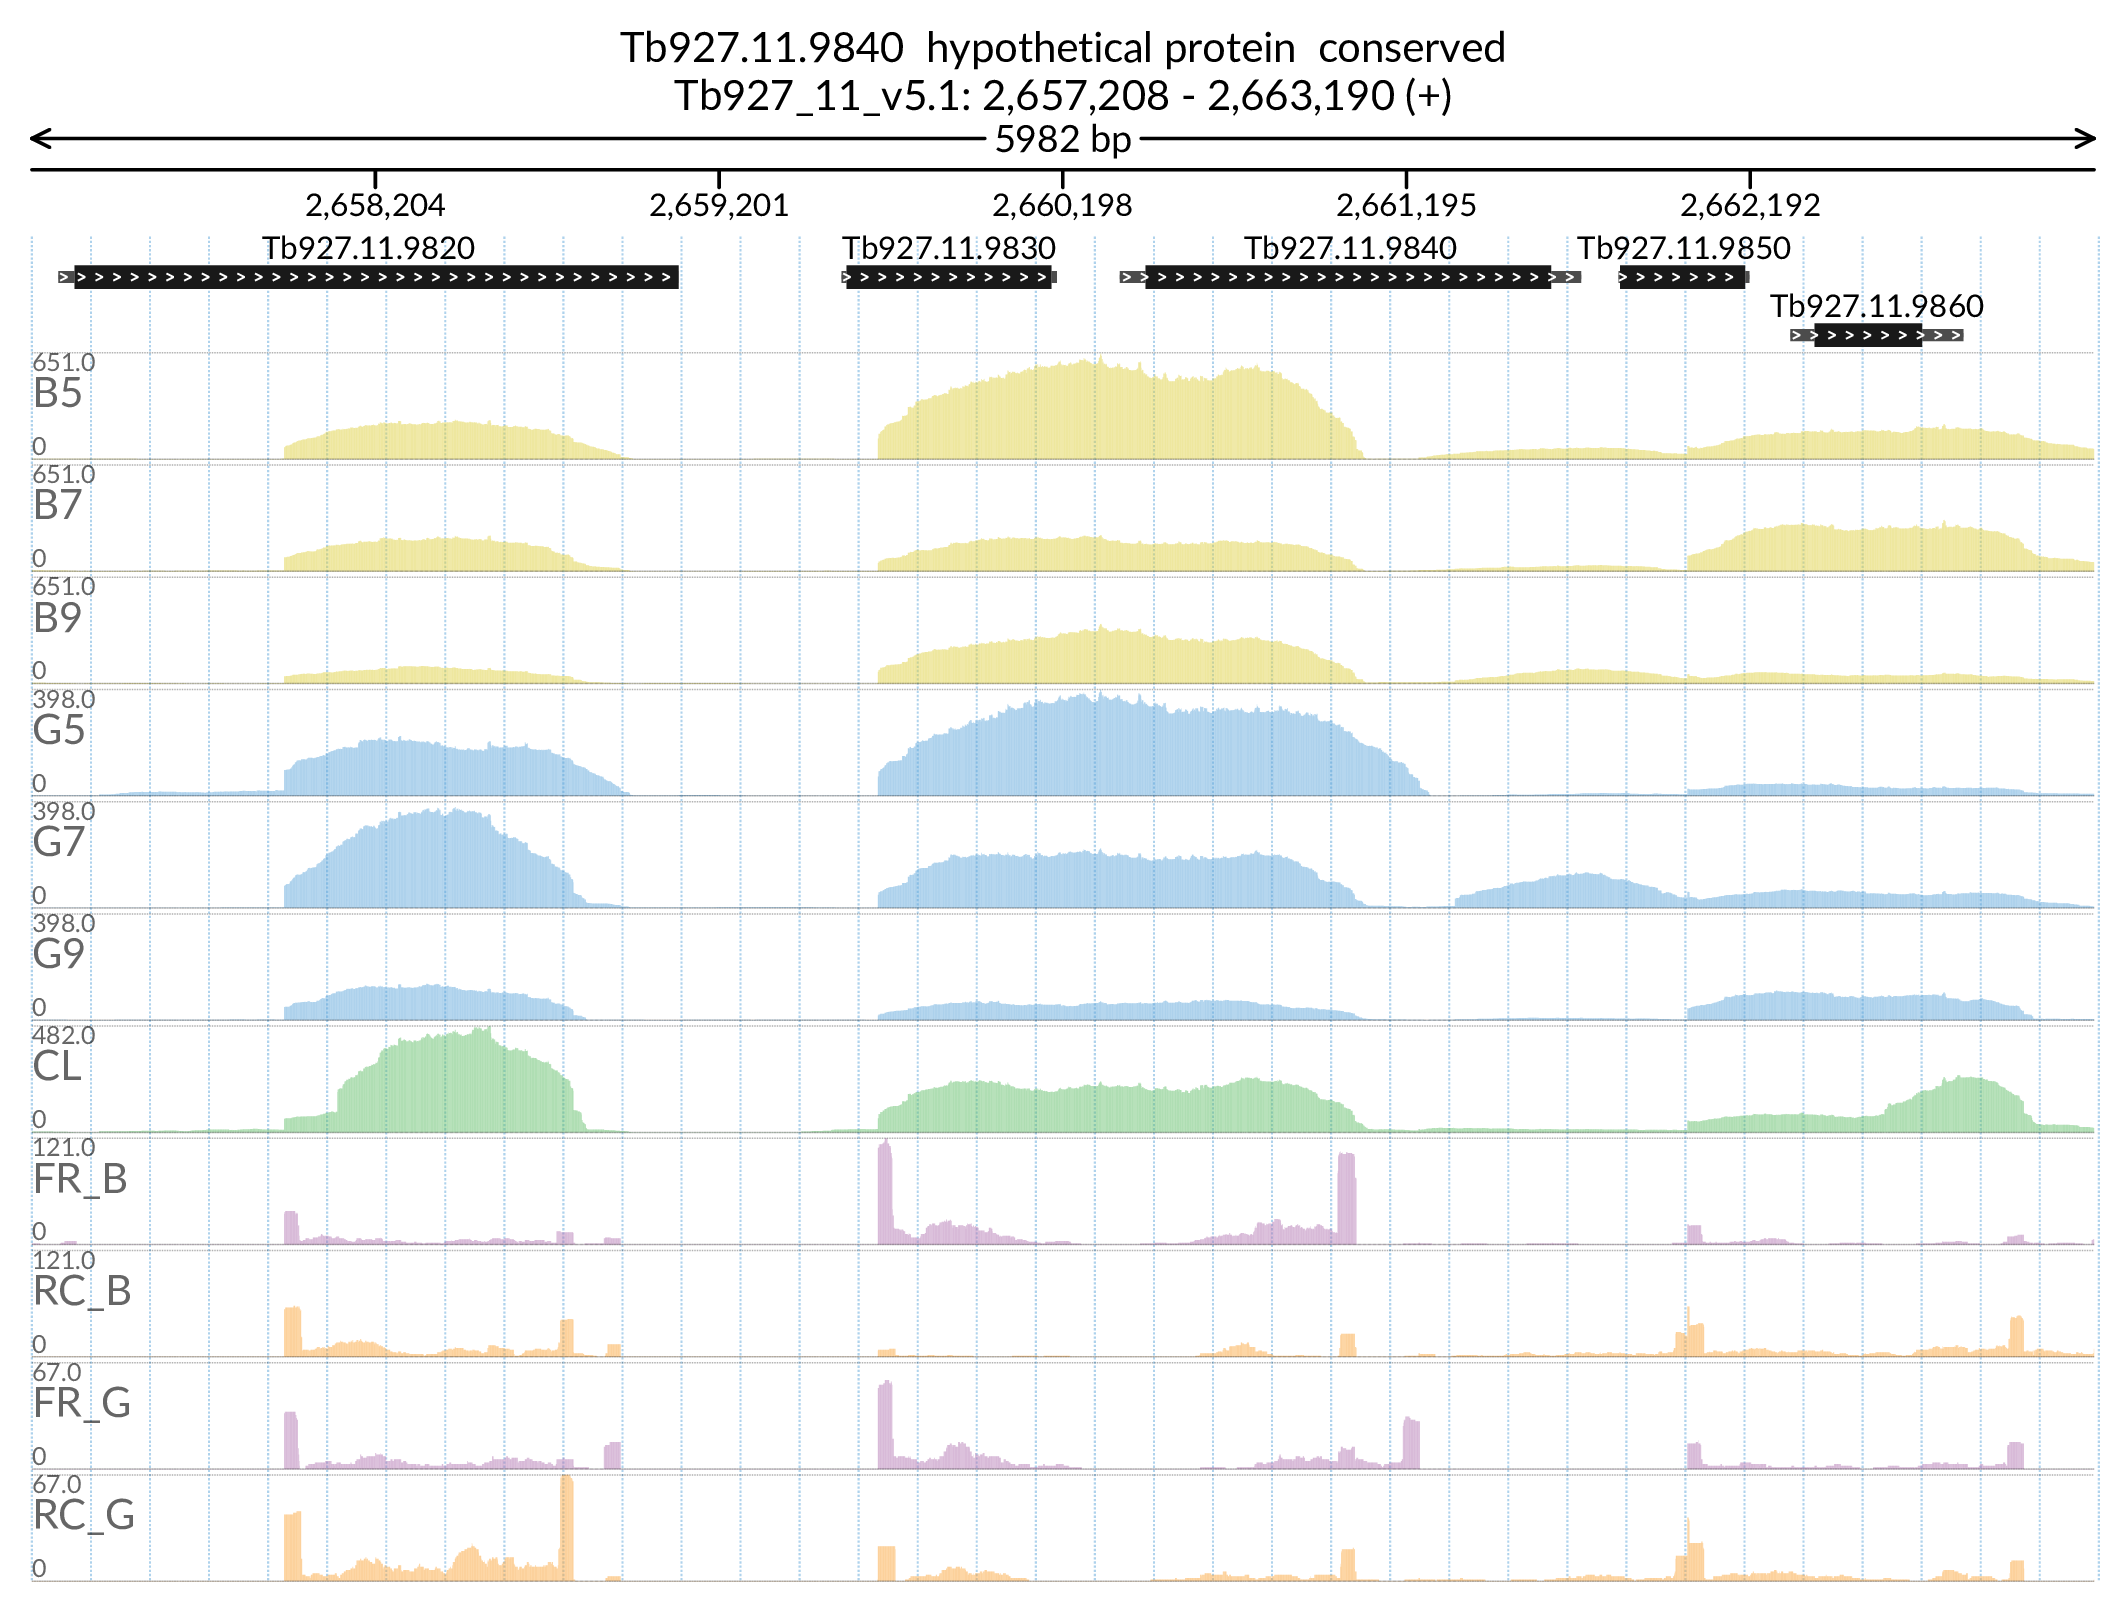 Tb927.11.9840 hypothetical protein conserved
Tb927_11_v5.1: 2,657,208 - 2,663,190 (+)
5982 bp
2,658,204 2,659,201 2,660,198 2,661,195 2,662,192
Tb927.11.9820 Tb927.11.9830 Tb927.11.9840 Tb927.11.9850
Tb927.11.9860
651.0
B5
0
651.0
B7
0
651.0
B9
0
398.0
G5
0
398.0
G7
0
398.0
G9
0
482.0
CL
0
121.0
FR_B
0
121.0
RC_B
0
67.0
FR_G
0
67.0
RC_G
0